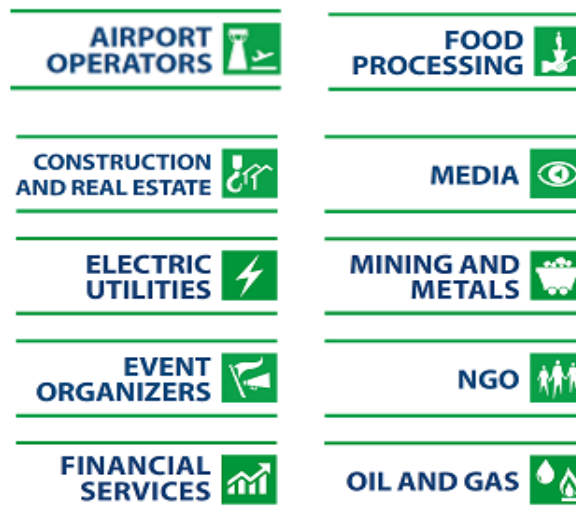 AIRPORT
OPERATORS
FOOD
PROCESSING
CONSTRUCTION
AND REAL ESTATE
MEDIA
ELECTRIC
UTILITIES
MINING AND
METALS
EVENT
ORGANIZERS
NGO
FINANCIAL
SERVICES
OIL AND GAS